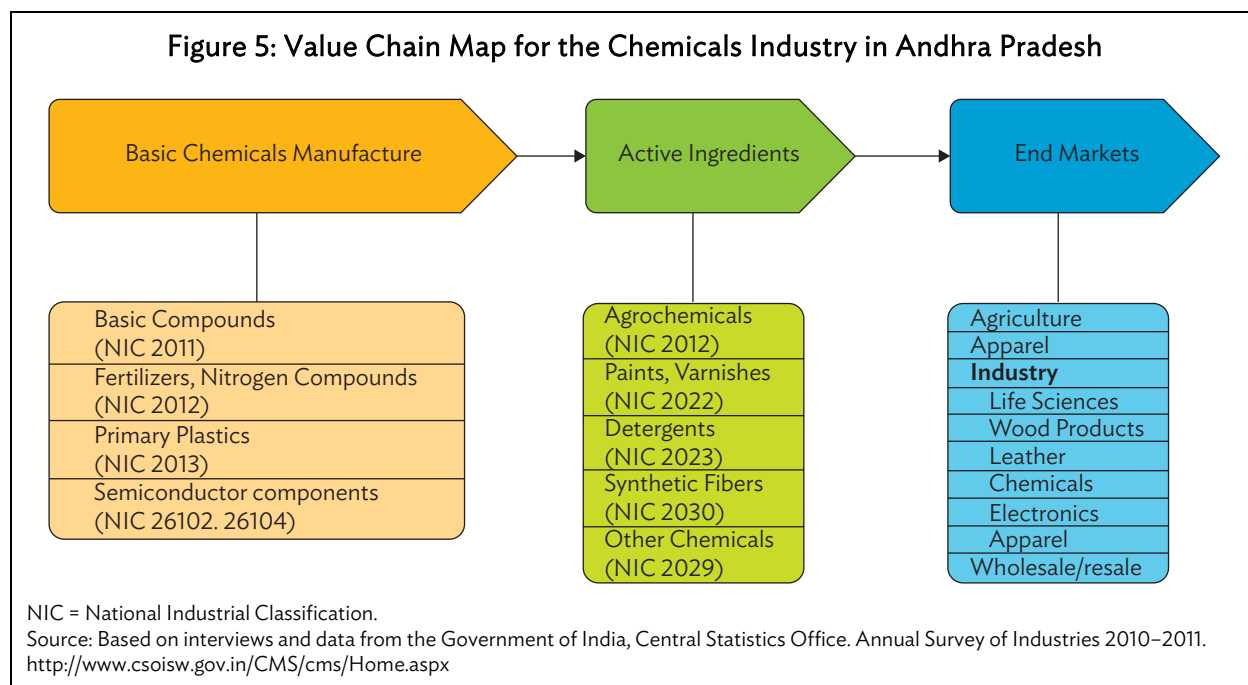 Figure 5: Value Chain Map for the Chemicals Industry in Andhra Pradesh
Basic Chemicals Manufacture
Active Ingredients
End Markets
Basic Compounds
(NIC 2011)
Fertilizers, Nitrogen Compounds
(NIC 2012)
Primary Plastics
(NIC 2013)
Semiconductor components
(NIC 26102. 26104)
Agrochemicals
(NIC 2012)
Paints, Varnishes
(NIC 2022)
Detergents
(NIC 2023)
Synthetic Fibers
(NIC 2030)
Other Chemicals
(NIC 2029)
Agriculture
Apparel
Industry
Life Sciences
Wood Products
Leather
Chemicals
Electronics
Apparel
Wholesale/resale
NIC = National Industrial Classification.
Source: Based on interviews and data from the Government of India, Central Statistics Office. Annual Survey of Industries 2010–2011.
http://www.csoisw.gov.in/CMS/cms/Home.aspx